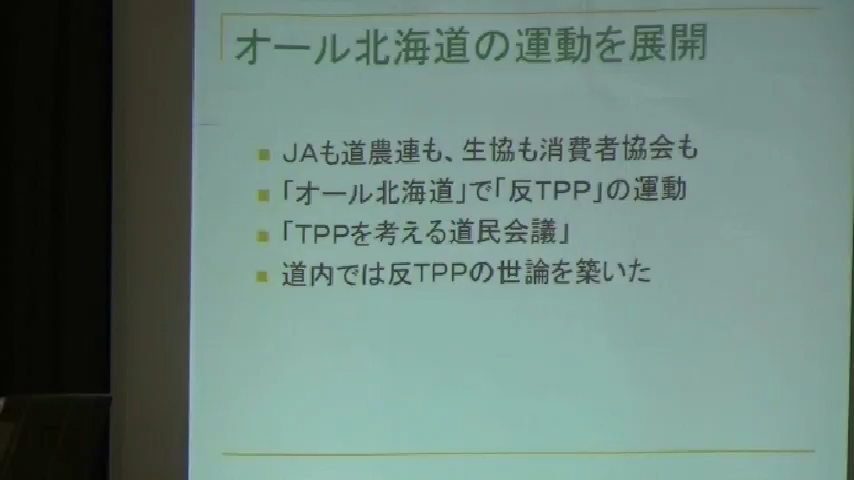 オール北海道の運動を展開
JAも道農連も、生協も消費者協会も
「オール北海道」で「反TPP」の運動
「TPPを考える道民会議」
道内では反TPPの世論を築いた